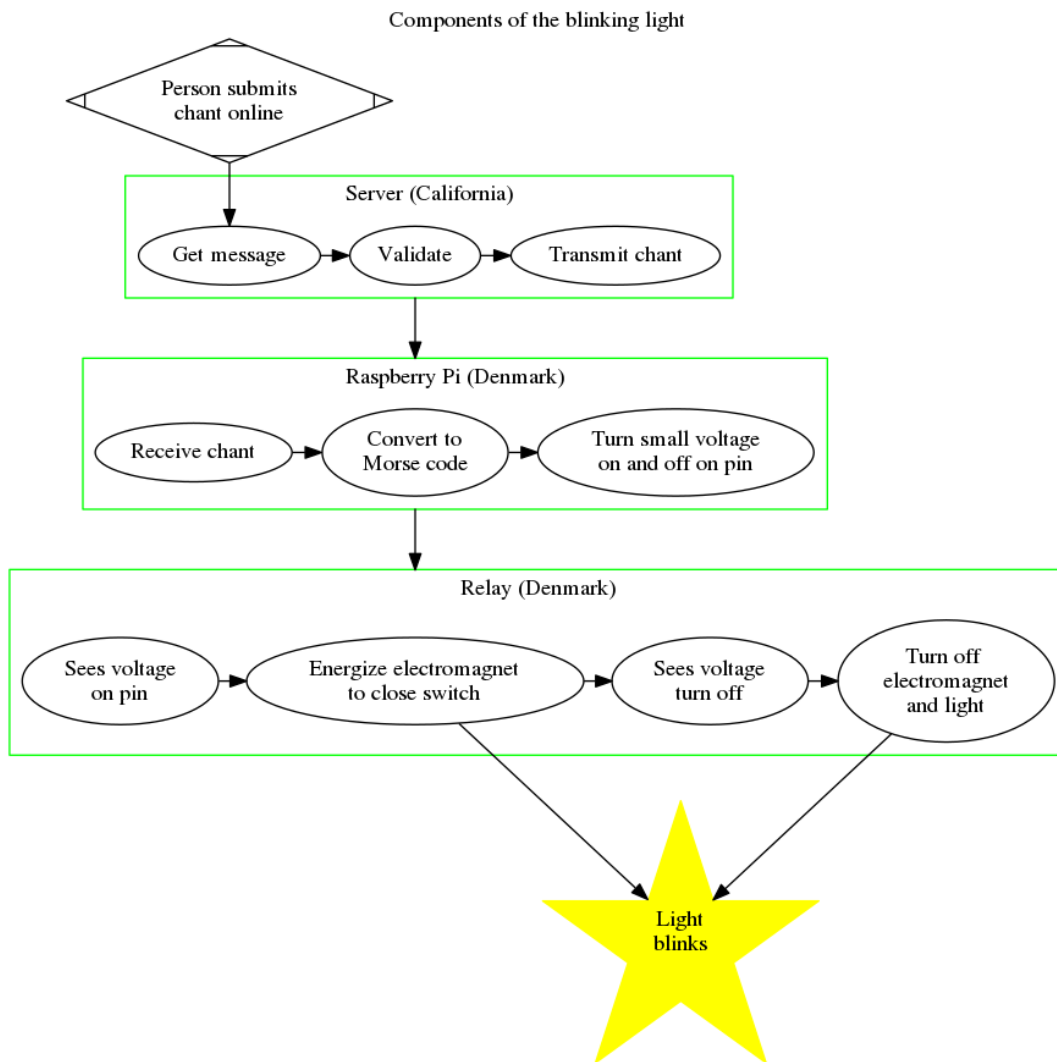 Components of the blinking light
Person submits
chant online
Server (California)
Get message
Validate
Transmit chant
Raspberry Pi (Denmark)
Receive chant
Convert to
Morse code
Turn small voltage
on and off on pin
Relay (Denmark)
Sees voltage
on pin
Energize electromagnet
to close switch
Sees voltage
turn off
Turn off
electromagnet
and light
Light
blinks